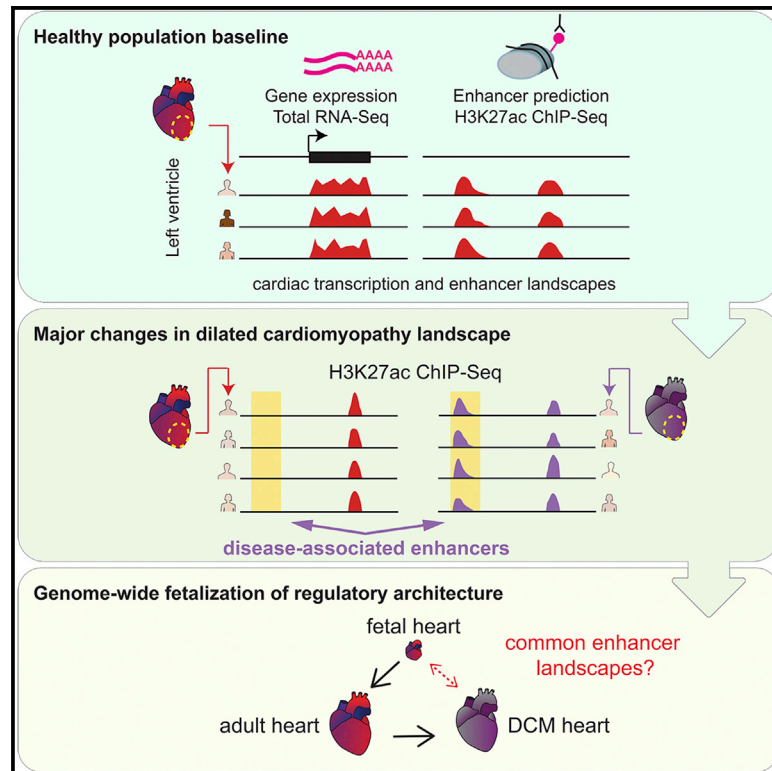 Healthy population baseline
AAAA
AAAA
Gene expression
Total RNA-Seq
Enhancer prediction
H3K27ac ChIP-Seq
Left ventricle
cardiac transcription and enhancer landscapes
Major changes in dilated cardiomyopathy landscape
H3K27ac ChIP-Seq
disease-associated enhancers
Genome-wide fetalization of regulatory architecture
fetal heart
common enhancer
landscapes?
adult heart
DCM heart